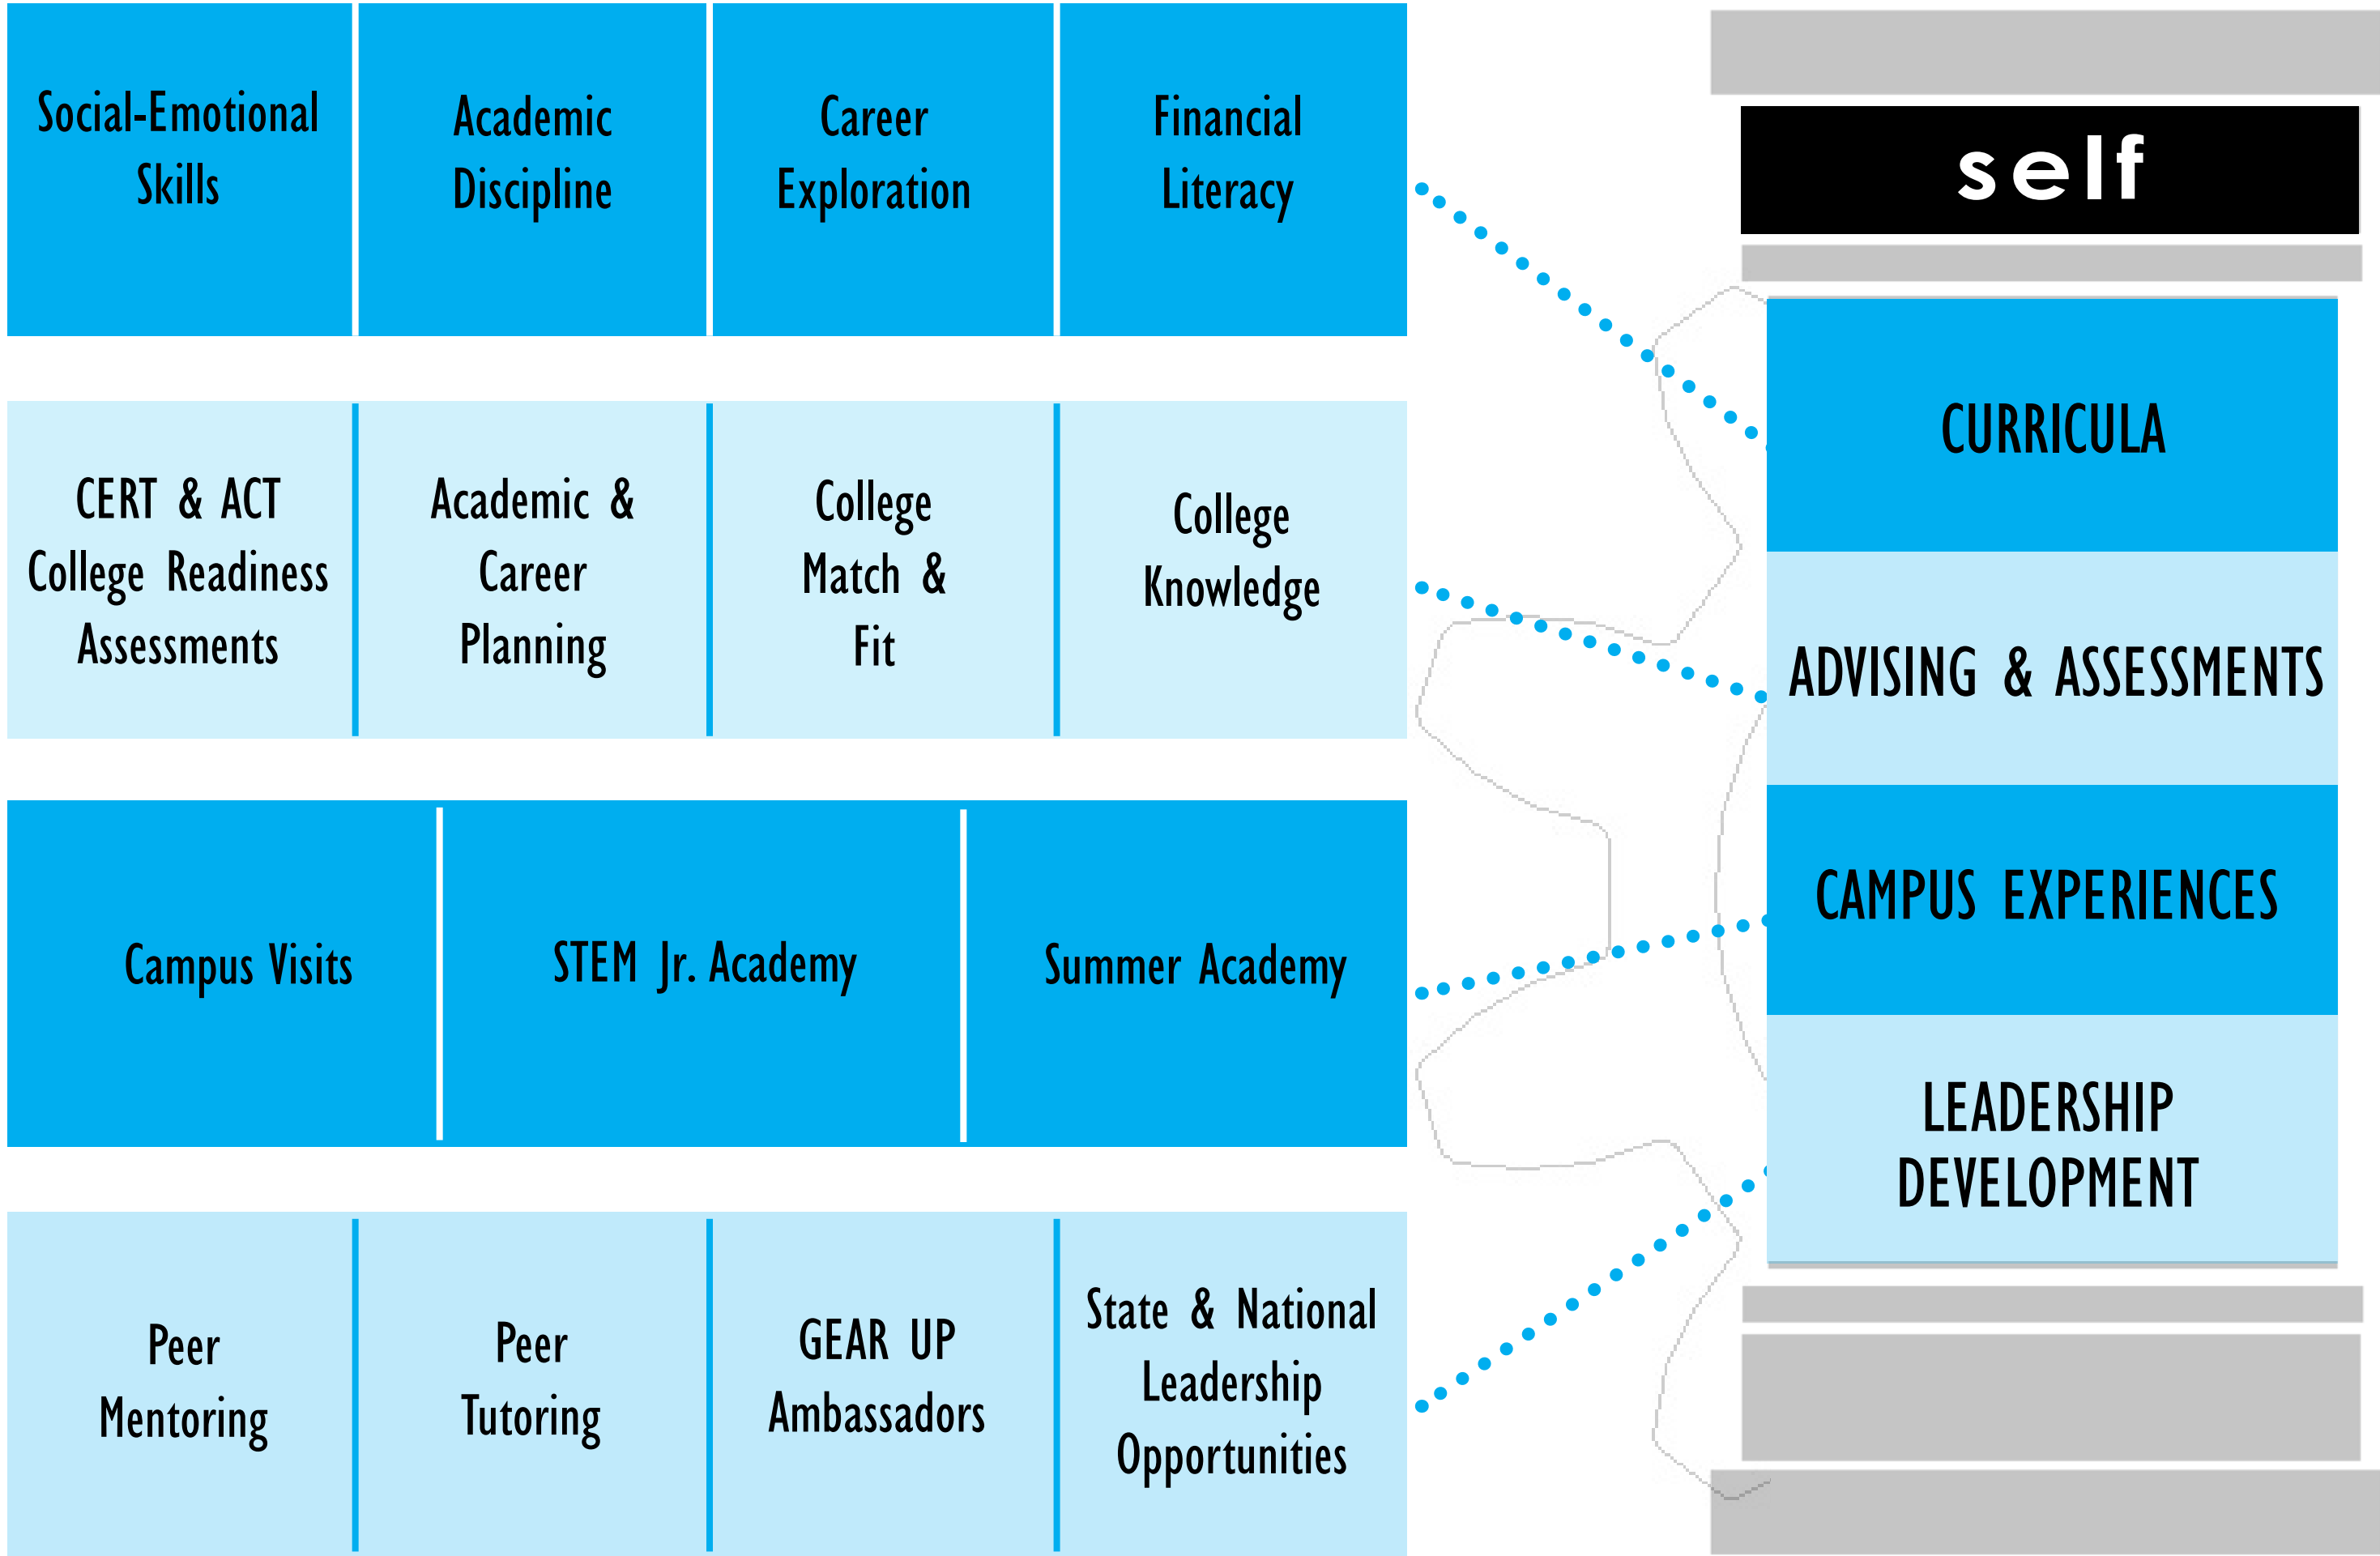 Social-Emotional
Skills
Academic
Discipline
Career
Exploration
Financial
Literacy
self
CURRICULA
CERT & ACT
College Readiness
Assessments
Academic &
Career
Planning
College
Match &
Fit
College
Knowledge
ADVISING & ASSESSMENTS
Campus Visits
STEM Jr. Academy
Summer Academy
CAMPUS EXPERIENCES
Peer
Mentoring
Peer
Tutoring
GEAR UP
Ambassadors
State & National
Leadership
Opportunities
LEADERSHIP
DEVELOPMENT